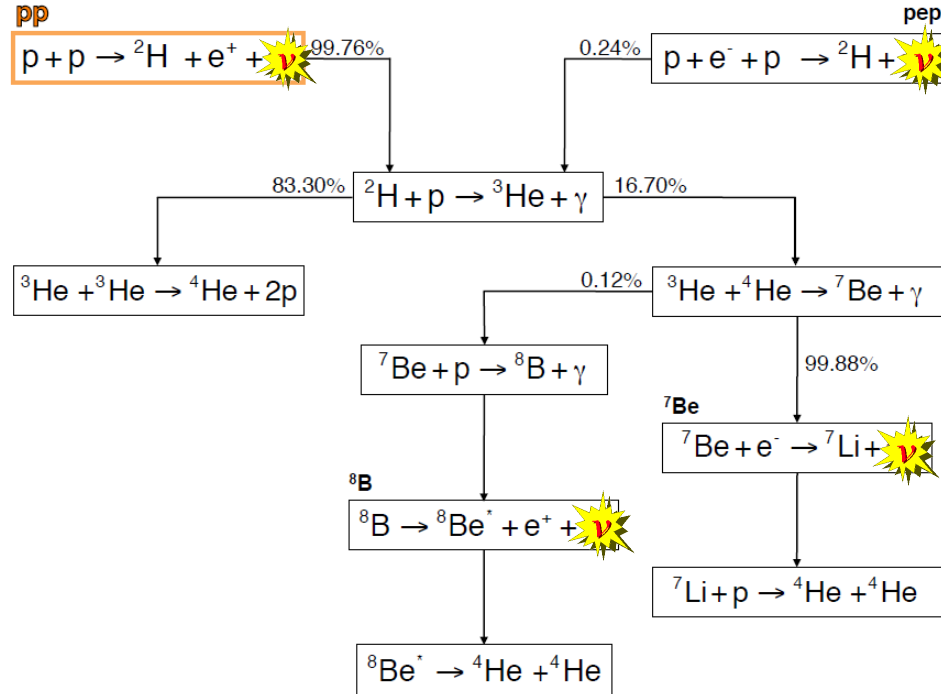 pp
pep
p + p → ²H + e⁺ + ν
99.76%
0.24%
p + e⁻ + p → ²H + ν
83.30%
²H + p → ³He + γ
16.70%
³He + ³He → ⁴He + 2p
0.12%
³He + ⁴He → ⁷Be + γ
⁷Be + p → ⁸B + γ
99.88%
⁷Be
⁷Be + e⁻ → ⁷Li + ν
⁸B
⁸B → ⁸Be* + e⁺ + ν
⁷Li + p → ⁴He + ⁴He
⁸Be* → ⁴He + ⁴He